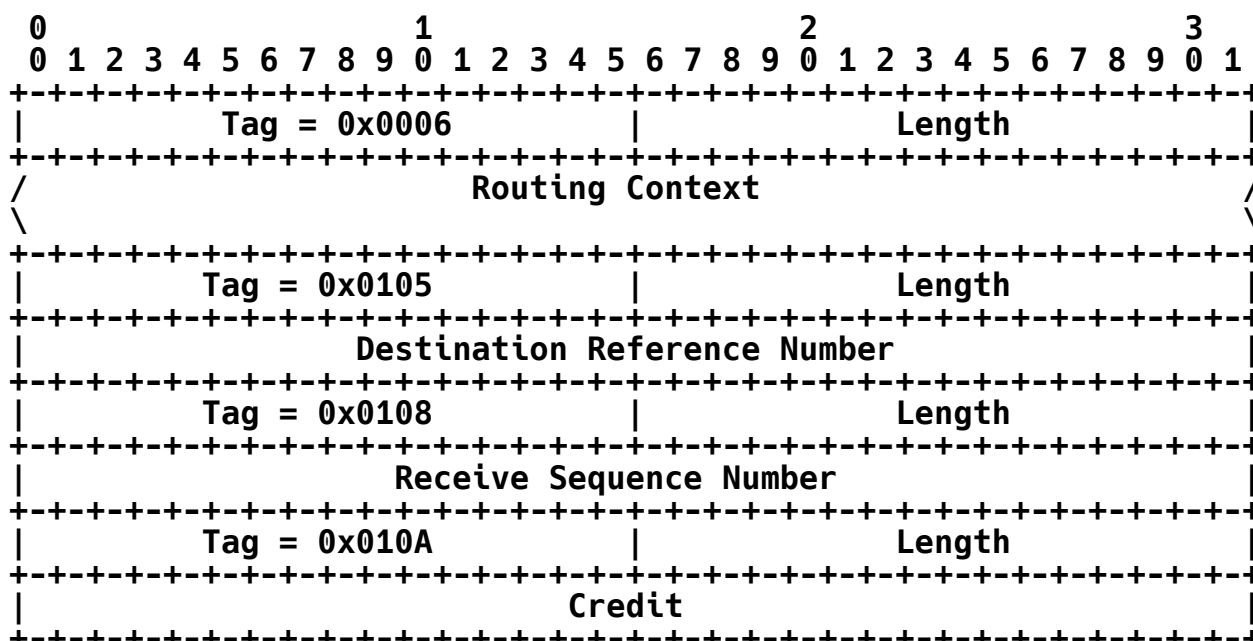 0                   1                   2                   3
 0 1 2 3 4 5 6 7 8 9 0 1 2 3 4 5 6 7 8 9 0 1 2 3 4 5 6 7 8 9 0 1
+-+-+-+-+-+-+-+-+-+-+-+-+-+-+-+-+-+-+-+-+-+-+-+-+-+-+-+-+-+-+-+-+
|          Tag = 0x0006         |             Length            |
+-+-+-+-+-+-+-+-+-+-+-+-+-+-+-+-+-+-+-+-+-+-+-+-+-+-+-+-+-+-+-+-+
/                       Routing Context                         /
\                                                               \
+-+-+-+-+-+-+-+-+-+-+-+-+-+-+-+-+-+-+-+-+-+-+-+-+-+-+-+-+-+-+-+-+
|         Tag = 0x0105          |             Length            |
+-+-+-+-+-+-+-+-+-+-+-+-+-+-+-+-+-+-+-+-+-+-+-+-+-+-+-+-+-+-+-+-+
|                 Destination Reference Number                  |
+-+-+-+-+-+-+-+-+-+-+-+-+-+-+-+-+-+-+-+-+-+-+-+-+-+-+-+-+-+-+-+-+
|         Tag = 0x0108          |             Length            |
+-+-+-+-+-+-+-+-+-+-+-+-+-+-+-+-+-+-+-+-+-+-+-+-+-+-+-+-+-+-+-+-+
|                   Receive Sequence Number                     |
+-+-+-+-+-+-+-+-+-+-+-+-+-+-+-+-+-+-+-+-+-+-+-+-+-+-+-+-+-+-+-+-+
|         Tag = 0x010A          |             Length            |
+-+-+-+-+-+-+-+-+-+-+-+-+-+-+-+-+-+-+-+-+-+-+-+-+-+-+-+-+-+-+-+-+
|                            Credit                             |
+-+-+-+-+-+-+-+-+-+-+-+-+-+-+-+-+-+-+-+-+-+-+-+-+-+-+-+-+-+-+-+-+